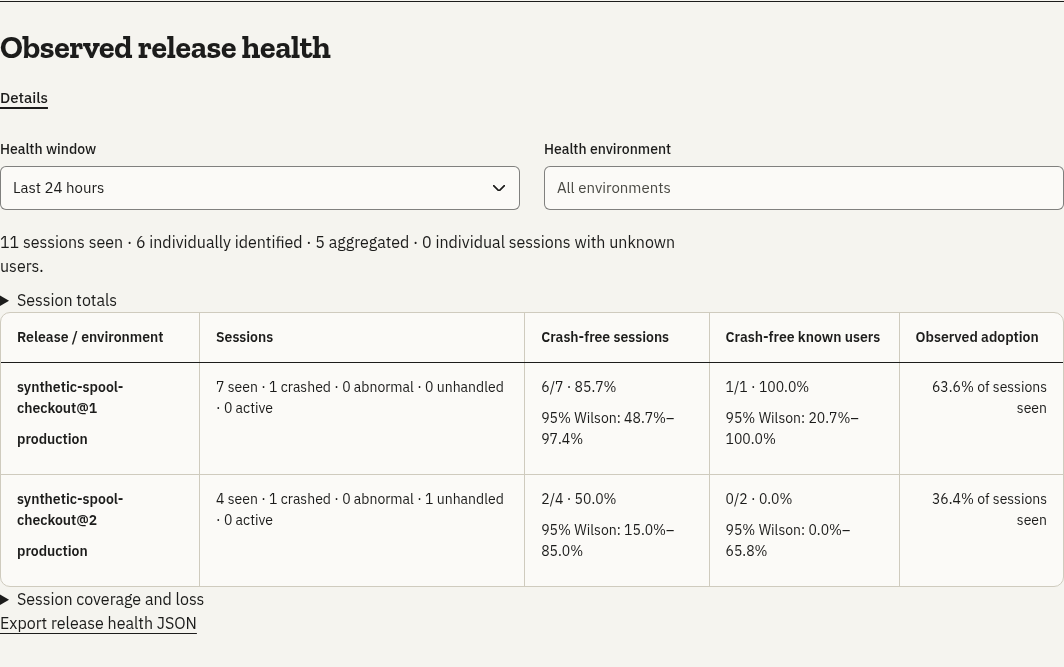 Observed release health
Details
Health window
Health environment
Last 24 hours
All environments
11 sessions seen · 6 individually identified · 5 aggregated · 0 individual sessions with unknown
users.
Session totals
Release / environment
Sessions
Crash-free sessions
Crash-free known users
Observed adoption
synthetic-spool-
checkout@1
production
7 seen · 1 crashed · 0 abnormal · 0 unhandled
· 0 active
6/7 · 85.7%
95% Wilson: 48.7%–
97.4%
1/1 · 100.0%
95% Wilson: 20.7%–
100.0%
63.6% of sessions
seen
synthetic-spool-
checkout@2
production
4 seen · 1 crashed · 0 abnormal · 1 unhandled
· 0 active
2/4 · 50.0%
95% Wilson: 15.0%–
85.0%
0/2 · 0.0%
95% Wilson: 0.0%–
65.8%
36.4% of sessions
seen
Session coverage and loss
Export release health JSON